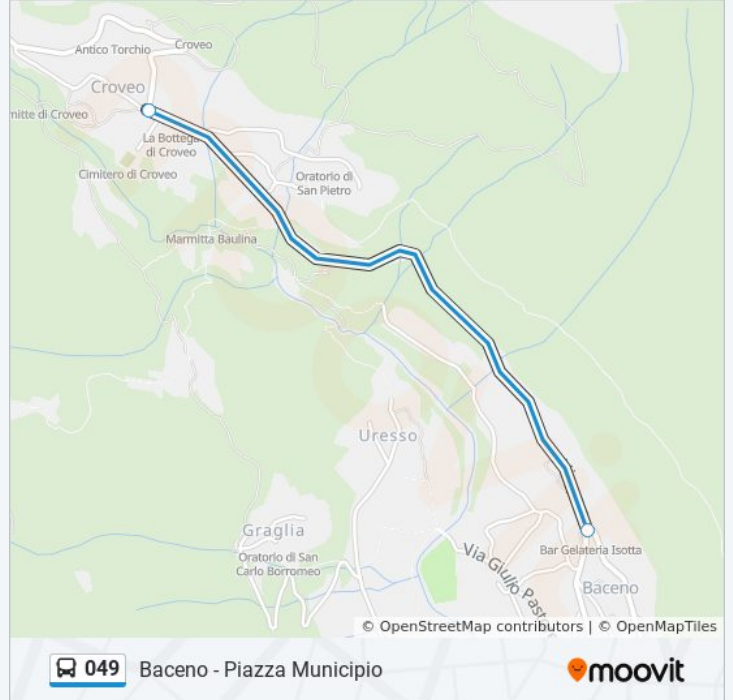 Antico Torchio
Croveo
Croveo
mitte di Croveo
La Bottega
di Croveo
Cimitero di Croveo
Oratorio di
San Pietro
Marmitta Baulina
Uresso
Graglia
Oratorio di San
Carlo Borromeo
Via Giulio Past
Bar Gelateria Isotta
Baceno
© OpenStreetMap contributors | © OpenMapTiles
049 Baceno - Piazza Municipio
moovit